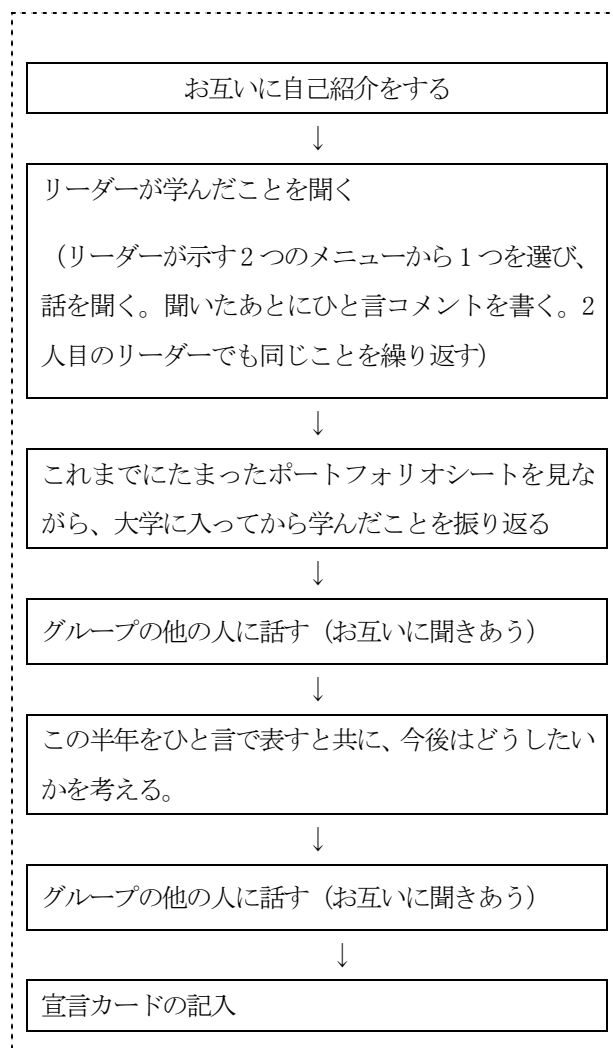 お互いに自己紹介をする
↓
リーダーが学んだことを聞く
（リーダーが示す2つのメニューから1つを選び、
話を聞く。聞いたあとにひと言コメントを書く。2
人目のリーダーでも同じことを繰り返す）
↓
これまでにたまったポートフォリオシートを見な
がら、大学に入ってから学んだことを振り返る
↓
グループの他の人に話す（お互いに聞きあう）
↓
この半年をひと言で表すと共に、今後はどうしたい
かを考える。
↓
グループの他の人に話す（お互いに聞きあう）
↓
宣言カードの記入